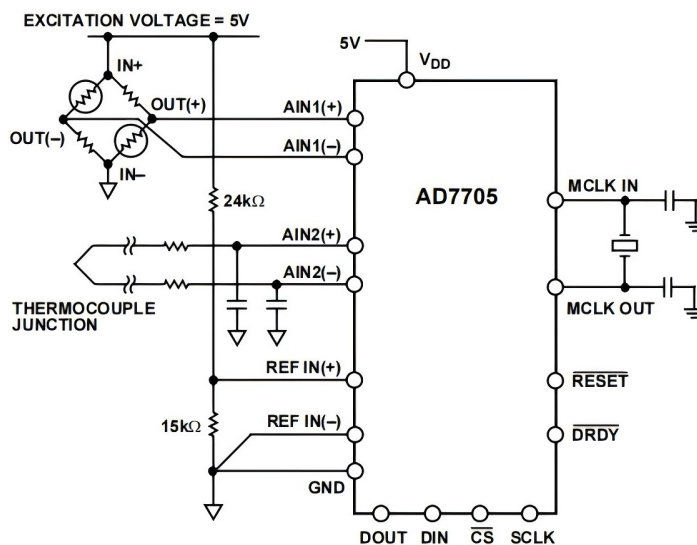 EXCITATION VOLTAGE = 5V
5V
VDD
IN+
OUT(+)
AIN1(+)
OUT(–)
AIN1(–)
IN–
AD7705
MCLK IN
24kΩ
AIN2(+)
AIN2(–)
THERMOCOUPLE
JUNCTION
MCLK OUT
REF IN(+)
RESET
15kΩ
REF IN(–)
DRDY
GND
DOUT DIN CS SCLK